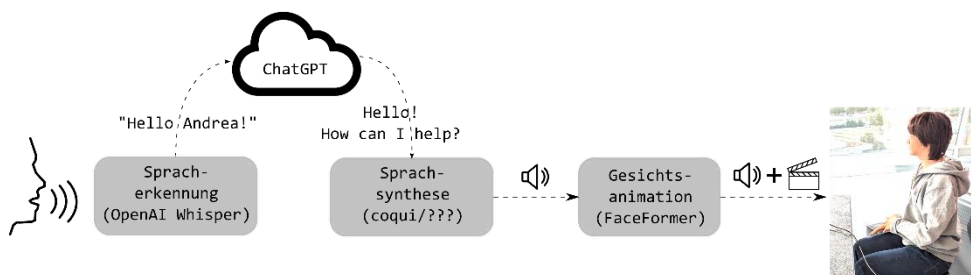 ChatGPT
"Hello Andrea!"
Hello!
How can I help?
Sprach-
erkennung
(OpenAI Whisper)
Sprach-
synthese
(coqui/???)
Gesichts-
animation
(FaceFormer)
+